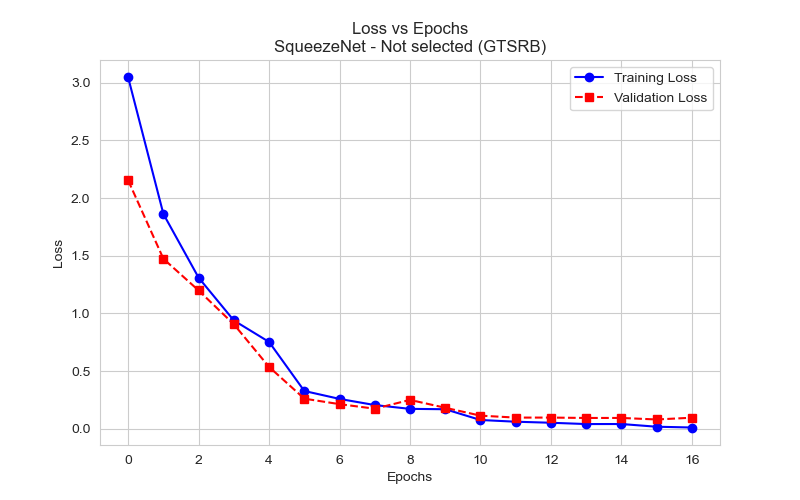 Loss vs Epochs
SqueezeNet - Not selected (GTSRB)
Training Loss
Validation Loss
3.0
2.5
2.0
1.5
1.0
0.5
0.0
Loss
0 2 4 6 8 10 12 14 16
Epochs